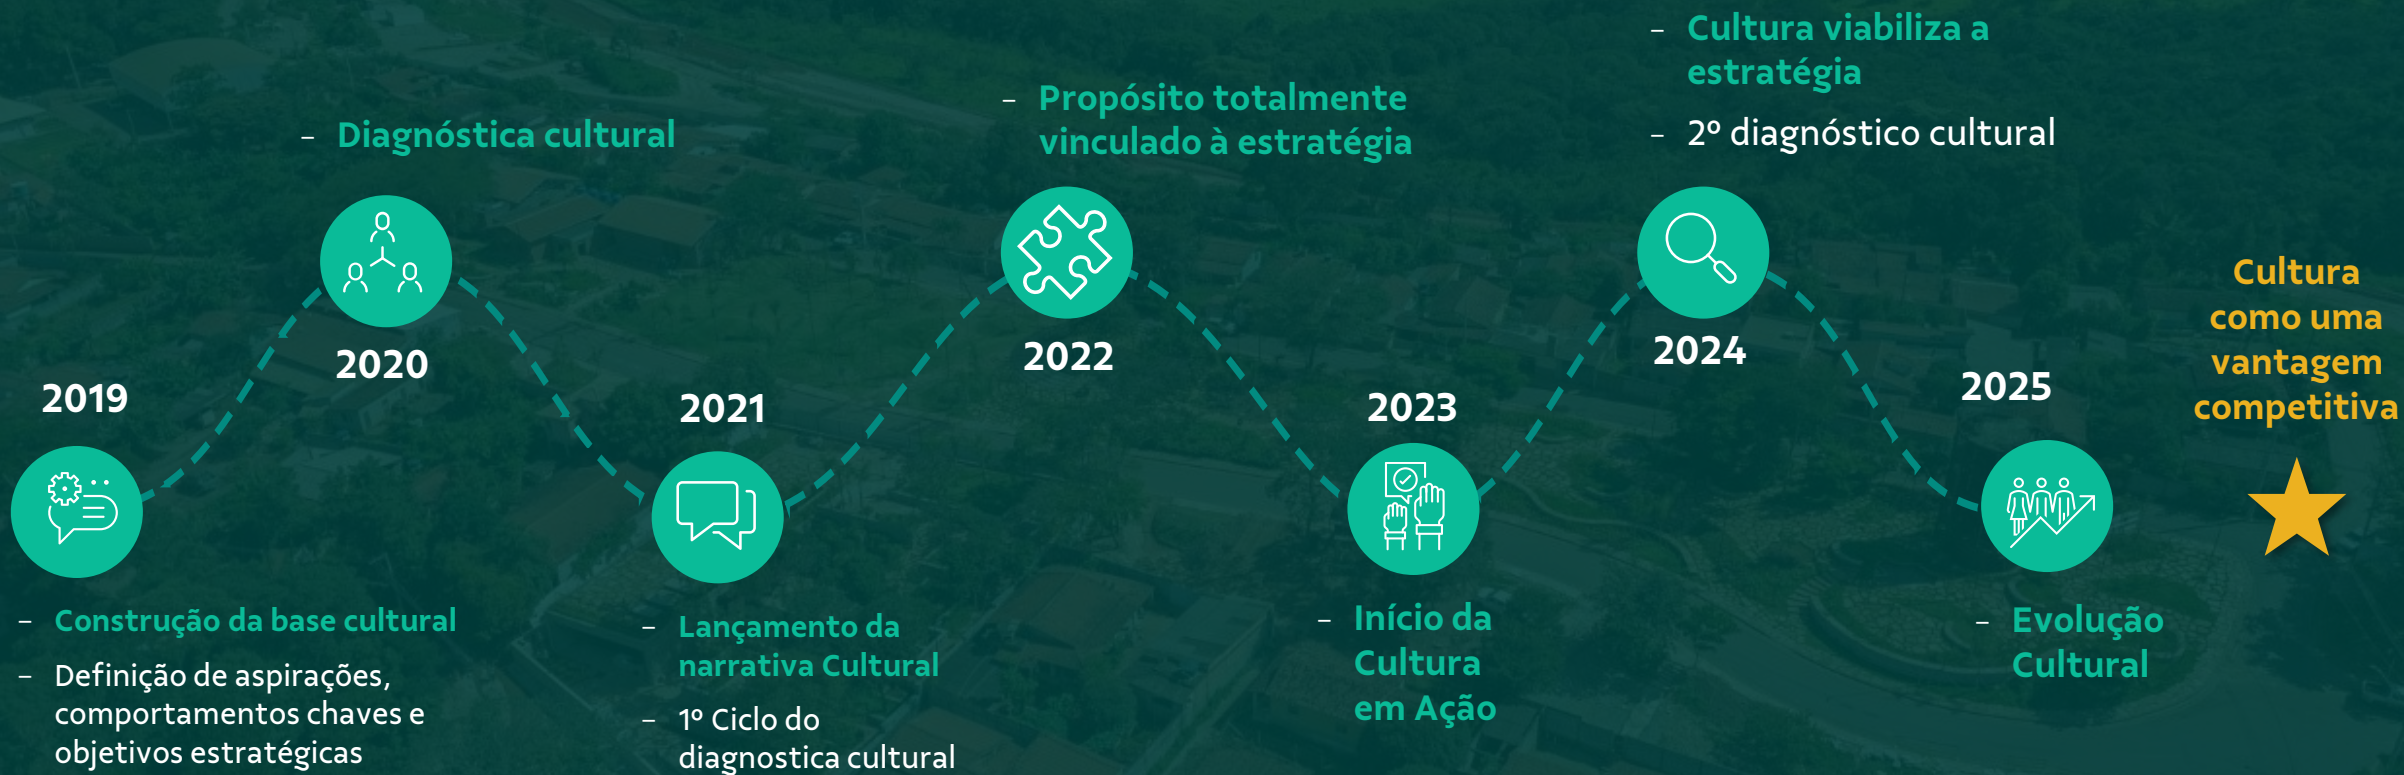 2019
– Construção da base cultural
– Definição de aspirações,
comportamentos chaves e
objetivos estratégicas
– Diagnóstica cultural
2020
2021
– Lançamento da
narrativa Cultural
– 1º Ciclo do
diagnostica cultural
– Propósito totalmente
vinculado à estratégia
2022
2023
– Início da
Cultura
em Ação
– Cultura viabiliza a
estratégia
– 2º diagnóstico cultural
2024
2025
– Evolução
Cultural
Cultura
como uma
vantagem
competitiva